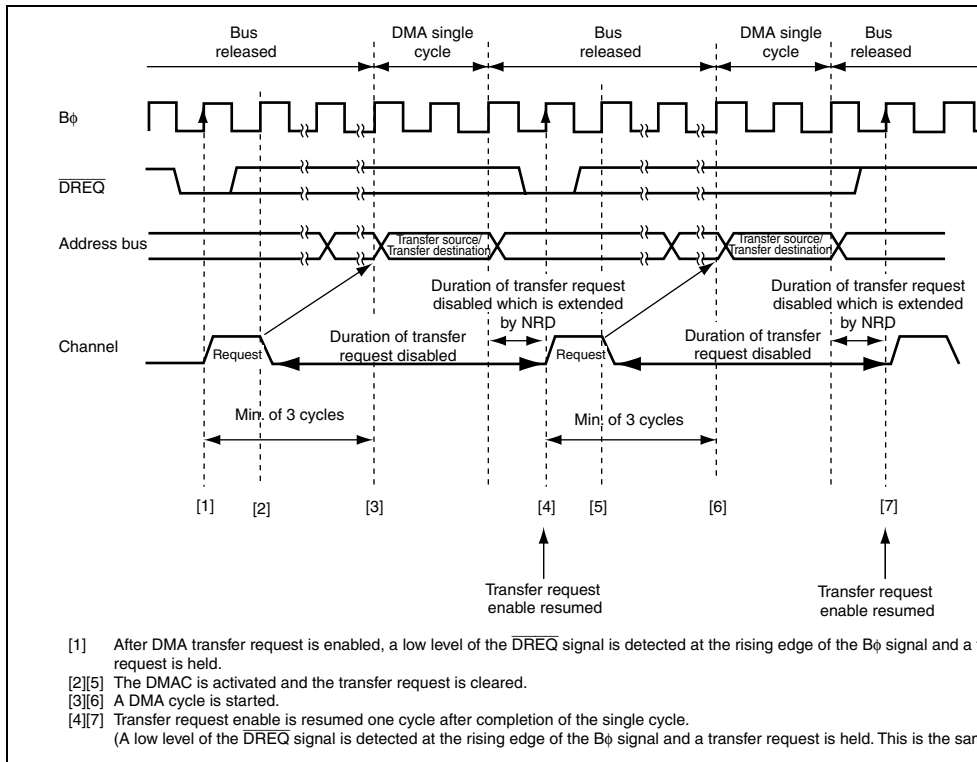 Bus released
DMA single cycle
Bus released
DMA single cycle
Bus released
Bφ
DREQ
Address bus
Transfer source/
Transfer destination
Transfer source/
Transfer destination
Channel
Request
Duration of transfer request disabled
Duration of transfer request disabled which is extended by NRD
Request
Duration of transfer request disabled
Duration of transfer request disabled which is extended by NRD
Min. of 3 cycles
Min. of 3 cycles
[1]
[2]
[3]
[4]
[5]
[6]
[7]
Transfer request enable resumed
Transfer request enable resumed
[1] After DMA transfer request is enabled, a low level of the DREQ signal is detected at the rising edge of the Bφ signal and a
request is held.
[2][5] The DMAC is activated and the transfer request is cleared.
[3][6] A DMA cycle is started.
[4][7] Transfer request enable is resumed one cycle after completion of the single cycle.
(A low level of the DREQ signal is detected at the rising edge of the Bφ signal and a transfer request is held. This is the